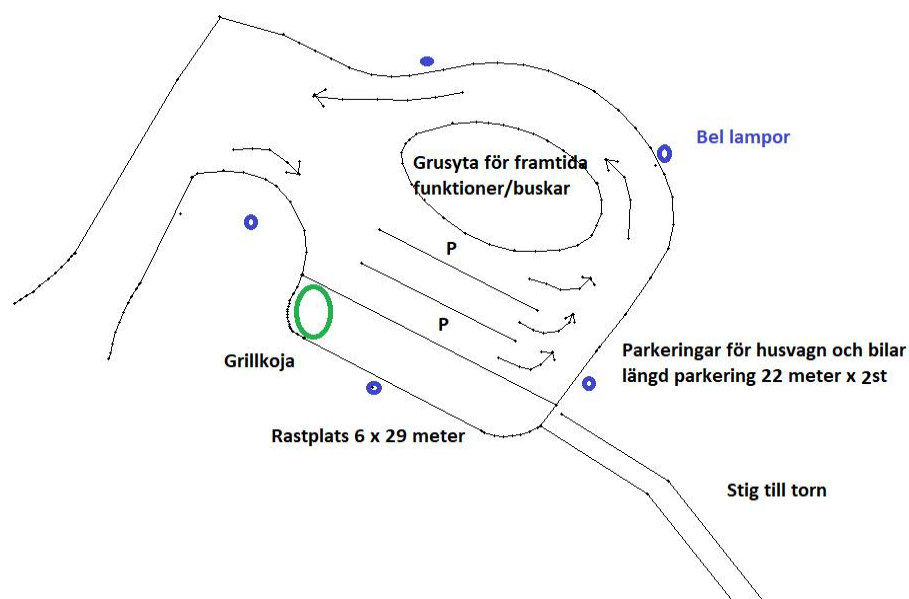 Bel lampor
Grusyta för framtida
funktioner/buskar
P
P
Parkeringar för husvagn och bilar
längd parkering 22 meter x 2st
Grillkoja
Rastplats 6 x 29 meter
Stig till torn